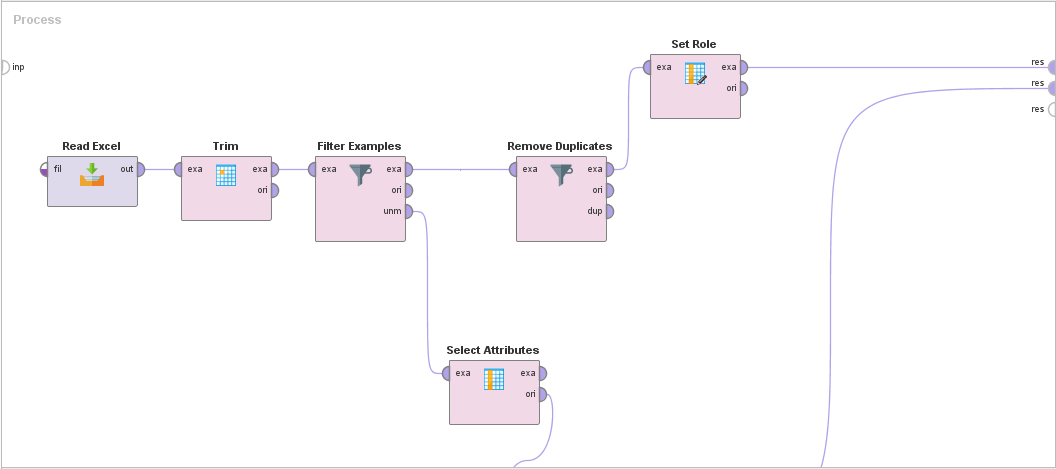 Process
Set Role
inp
exa exa
ori
res
res
res
Read Excel
fil out
Trim
exa exa
ori
Filter Examples
exa exa
ori
unm
Remove Duplicates
exa exa
ori
dup
Select Attributes
exa exa
ori